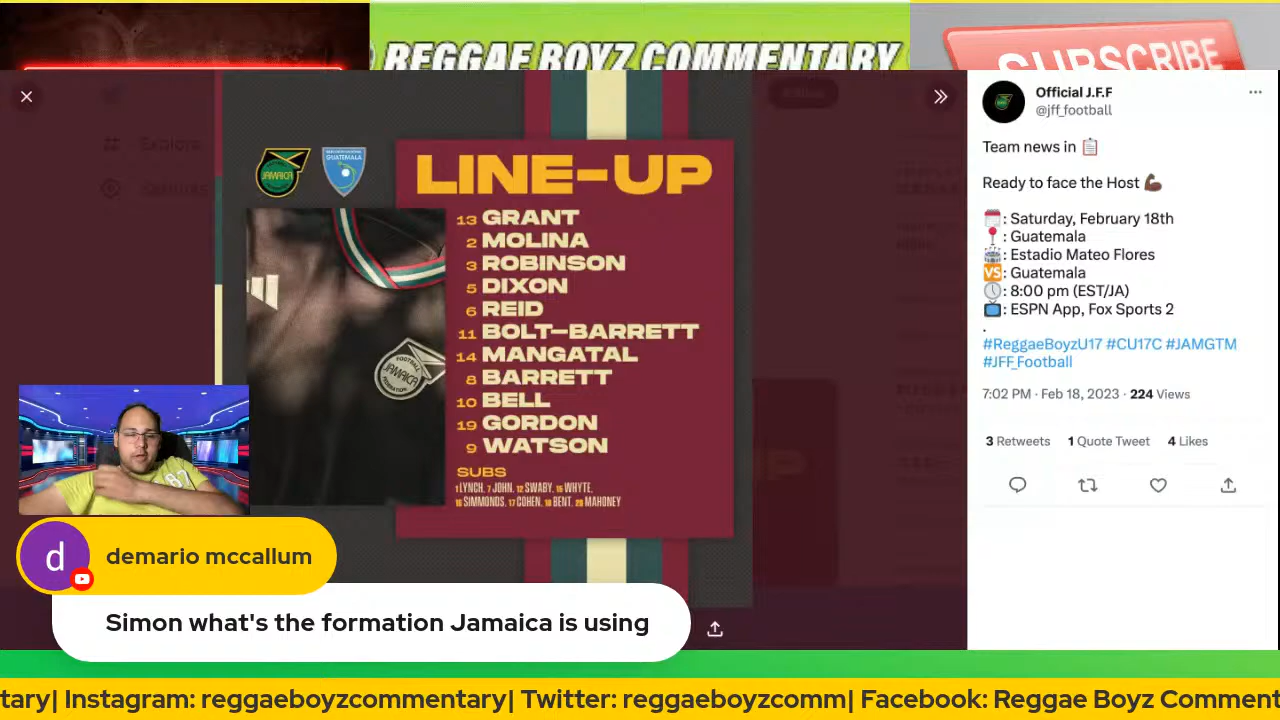 REGGAE BOYZ COMMENTARY
SUBSCRIBE
JAMAICA
GUATEMALA
LINE-UP
13 GRANT
2 MOLINA
3 ROBINSON
5 DIXON
6 REID
11 BOLT-BARRETT
14 MANGATAL
8 BARRETT
10 BELL
19 GORDON
9 WATSON
SUBS
1 LYNCH, 7 JOHN, 12 SWABY, 15 WHYTE,
16 SIMMONDS, 17 COHEN, 18 BENT, 20 MAHONEY
FOOTBALL
JAMAICA
FEDERATION
Official J.F.F
@jff_football
Team news in 📋
Ready to face the Host 💪🏿
🗓: Saturday, February 18th
📍: Guatemala
🏟: Estadio Mateo Flores
🆚: Guatemala
🕔: 8:00 pm (EST/JA)
📺: ESPN App, Fox Sports 2
.
#ReggaeBoyzU17 #CU17C #JAMGTM
#JFF_Football
7:02 PM · Feb 18, 2023 · 224 Views
3 Retweets 1 Quote Tweet 4 Likes
d demario mccallum
Simon what's the formation Jamaica is using
tary| Instagram: reggaeboyzcommentary| Twitter: reggaeboyzcomm| Facebook: Reggae Boyz Comment